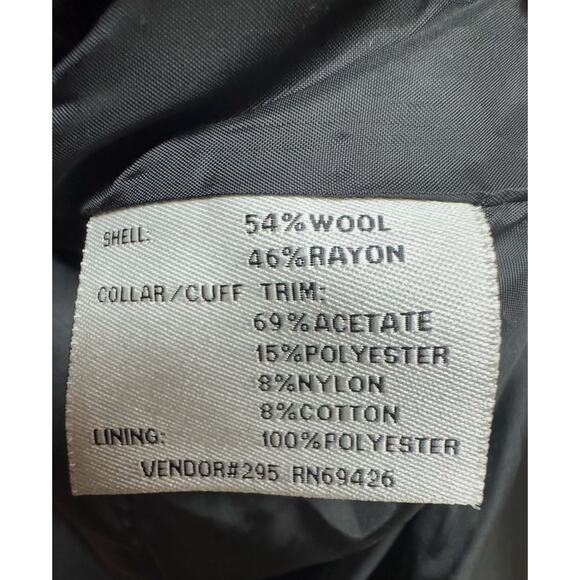 SHELL: 54%WOOL
46%RAYON
COLLAR/CUFF TRIM:
69%ACETATE
15%POLYESTER
8%NYLON
8%COTTON
LINING: 100%POLYESTER
VENDOR#295 RN69426